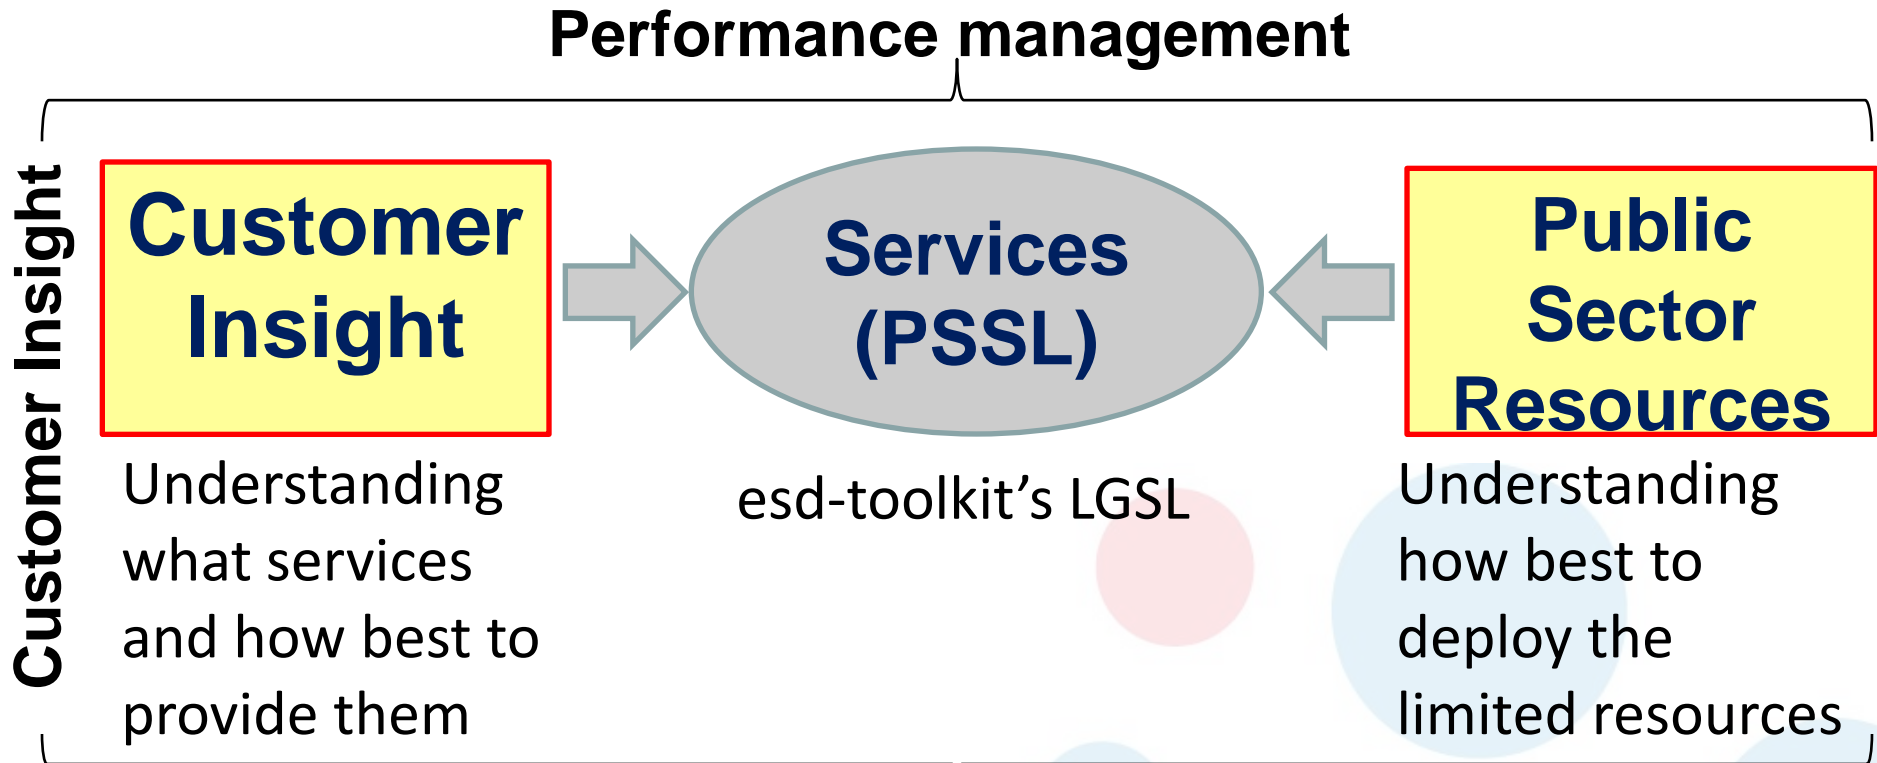 Performance management
Customer Insight
Customer
Insight
Services
(PSSL)
Public
Sector
Resources
Understanding
what services
and how best to
provide them
esd-toolkit’s LGSL
Understanding
how best to
deploy the
limited resources